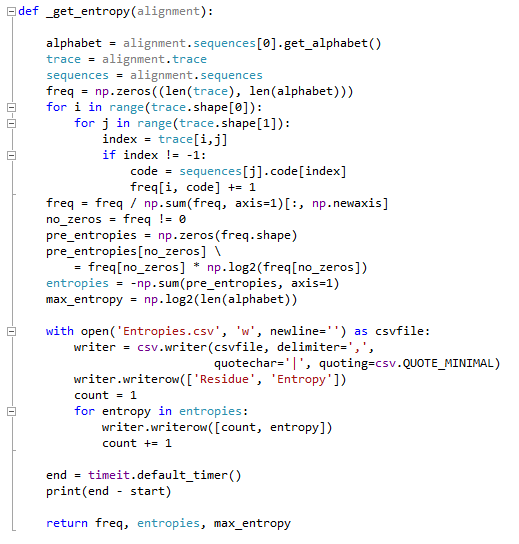 def _get_entropy(alignment):

    alphabet = alignment.sequences[0].get_alphabet()
    trace = alignment.trace
    sequences = alignment.sequences
    freq = np.zeros((len(trace), len(alphabet)))
    for i in range(trace.shape[0]):
        for j in range(trace.shape[1]):
            index = trace[i,j]
            if index != -1:
                code = sequences[j].code[index]
                freq[i, code] += 1
    freq = freq / np.sum(freq, axis=1)[:, np.newaxis]
    no_zeros = freq != 0
    pre_entropies = np.zeros(freq.shape)
    pre_entropies[no_zeros] \
        = freq[no_zeros] * np.log2(freq[no_zeros])
    entropies = -np.sum(pre_entropies, axis=1)
    max_entropy = np.log2(len(alphabet))

    with open('Entropies.csv', 'w', newline='') as csvfile:
        writer = csv.writer(csvfile, delimiter=',',
                            quotechar='|', quoting=csv.QUOTE_MINIMAL)
        writer.writerow(['Residue', 'Entropy'])
        count = 1
        for entropy in entropies:
            writer.writerow([count, entropy])
            count += 1

    end = timeit.default_timer()
    print(end - start)

    return freq, entropies, max_entropy